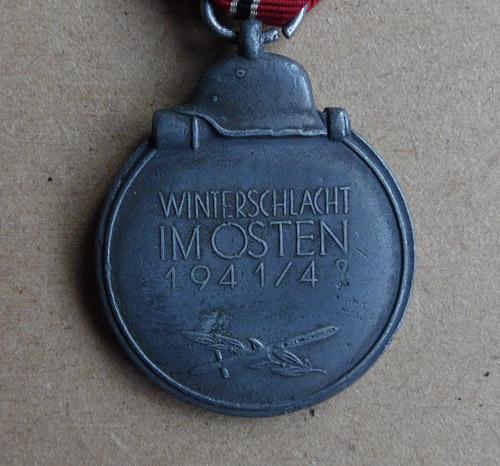 WINTERSCHLACHT
IM OSTEN
1941/42